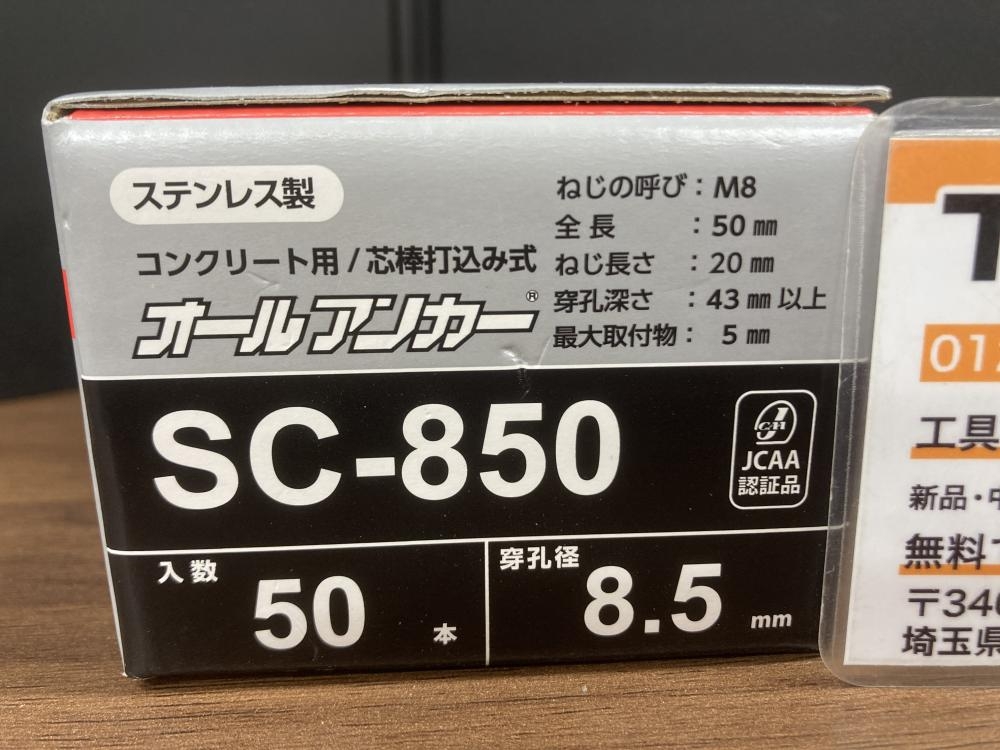 ステンレス製
コンクリート用/芯棒打込み式
オールアンカー®
ねじの呼び：M8
全長：50㎜
ねじ長さ：20㎜
穿孔深さ：43㎜以上
最大取付物：5㎜
SC-850
JCAA
認証品
入数
50本
穿孔径
8.5mm
工具
新品・
無料
〒340
埼玉県